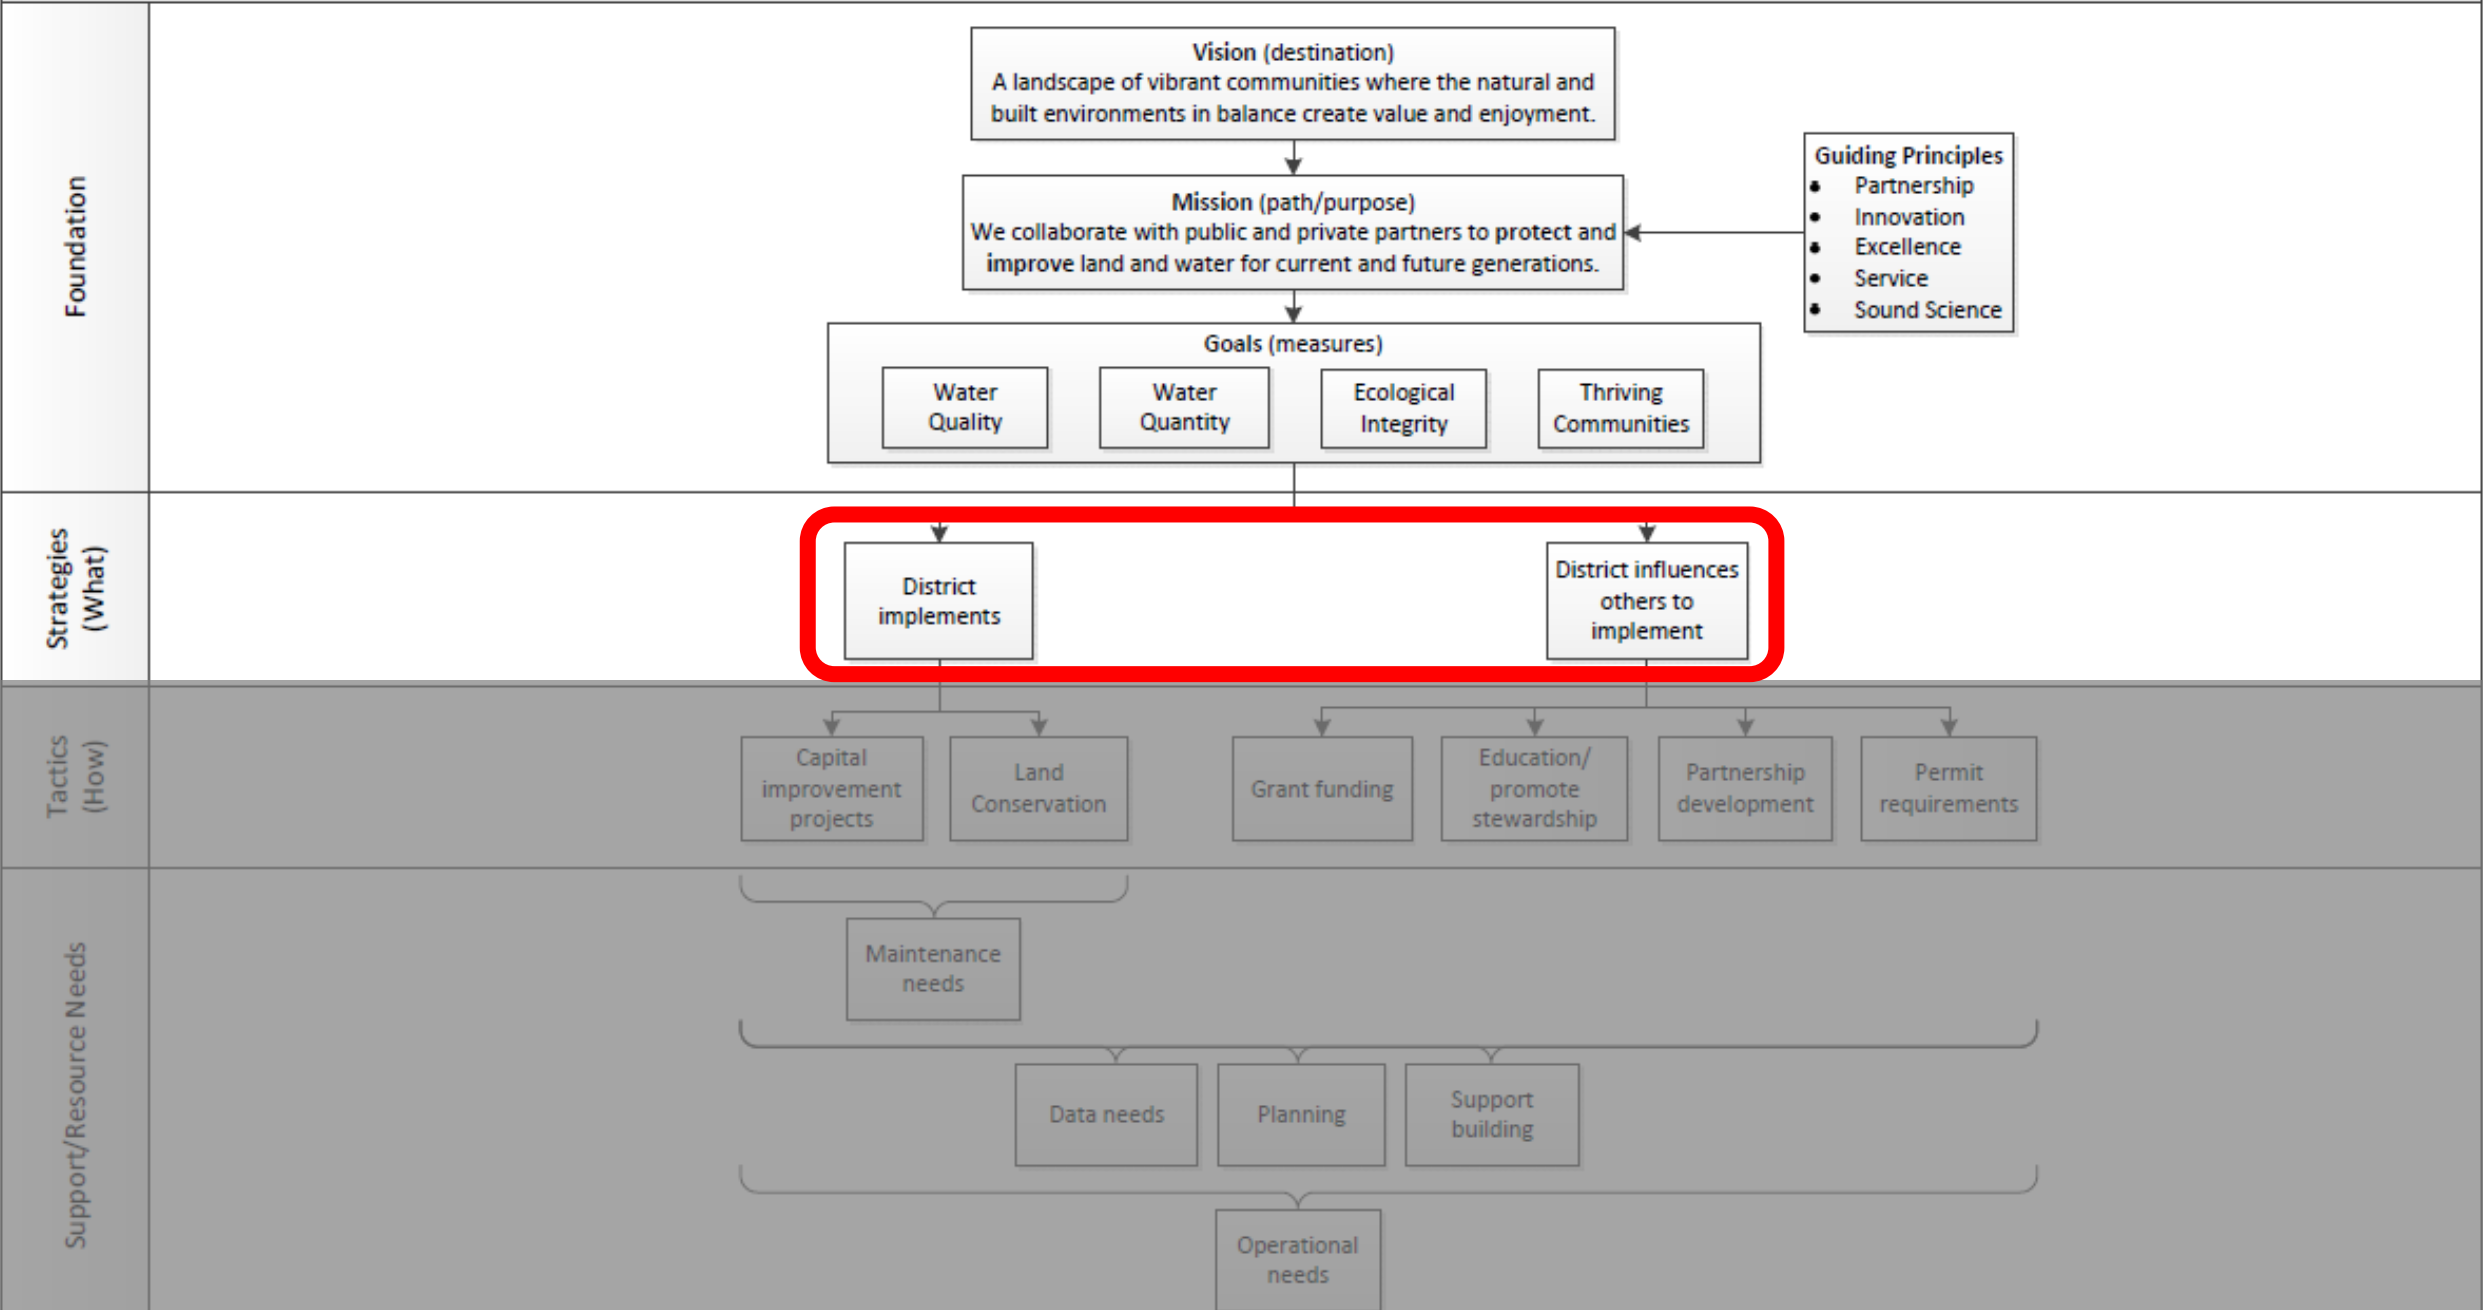 Foundation
Vision (destination)
A landscape of vibrant communities where the natural and
built environments in balance create value and enjoyment.
Mission (path/purpose)
We collaborate with public and private partners to protect and
improve land and water for current and future generations.
Guiding Principles
• Partnership
• Innovation
• Excellence
• Service
• Sound Science
Goals (measures)
Water
Quality
Water
Quantity
Ecological
Integrity
Thriving
Communities
Strategies
(What)
District
implements
District influences
others to
implement
Tactics
(How)
Capital
improvement
projects
Land
Conservation
Grant funding
Education/
promote
stewardship
Partnership
development
Permit
requirements
Support/Resource Needs
Maintenance
needs
Data needs
Planning
Support
building
Operational
needs